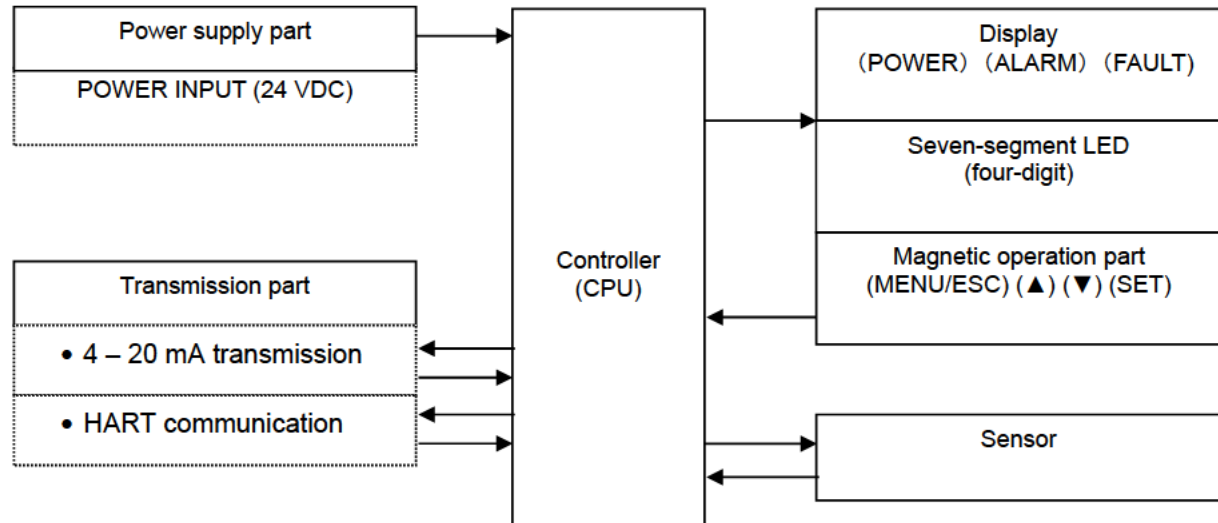 Power supply part
POWER INPUT (24 VDC)
Transmission part
• 4 – 20 mA transmission
• HART communication
Controller
(CPU)
Display
（POWER）（ALARM）（FAULT)
Seven-segment LED
(four-digit)
Magnetic operation part
(MENU/ESC) (▲) (▼) (SET)
Sensor